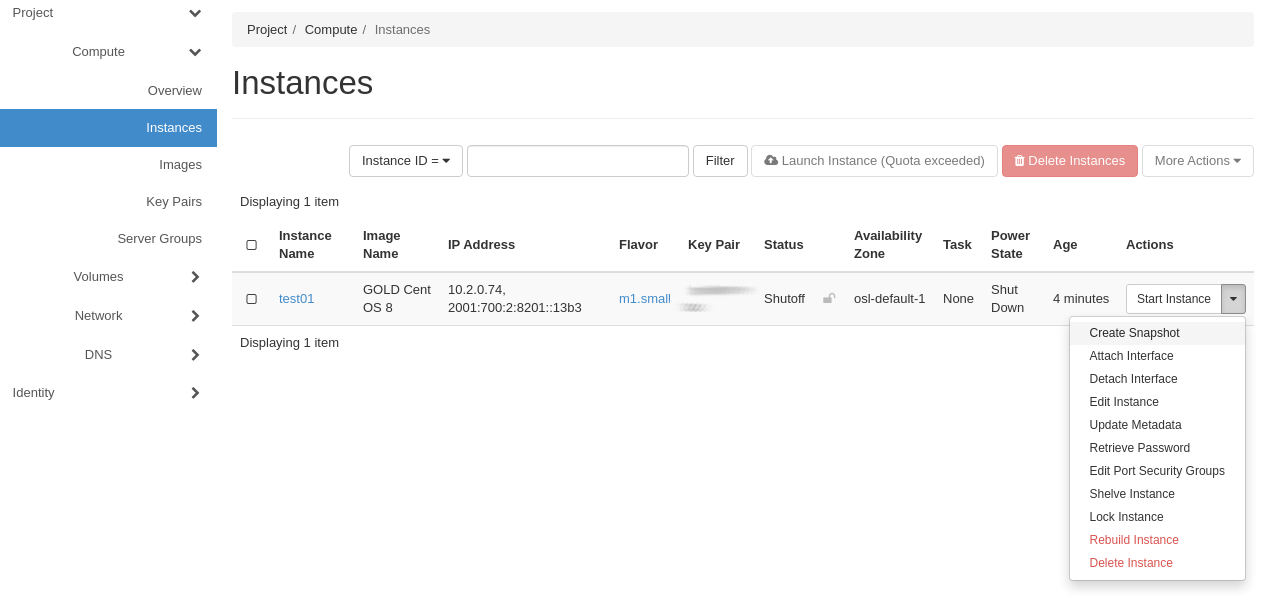 Project
Compute
Overview
Instances
Images
Key Pairs
Server Groups
Volumes
Network
DNS
Identity
Project / Compute / Instances
Instances
Instance ID = Filter Launch Instance (Quota exceeded) Delete Instances More Actions
Displaying 1 item
Instance Name Image Name IP Address Flavor Key Pair Status Availability Zone Task Power State Age Actions
test01 GOLD Cent OS 8 10.2.0.74, 2001:700:2:8201::13b3 m1.small Shutoff osl-default-1 None Shut Down 4 minutes Start Instance
Displaying 1 item
Create Snapshot
Attach Interface
Detach Interface
Edit Instance
Update Metadata
Retrieve Password
Edit Port Security Groups
Shelve Instance
Lock Instance
Rebuild Instance
Delete Instance